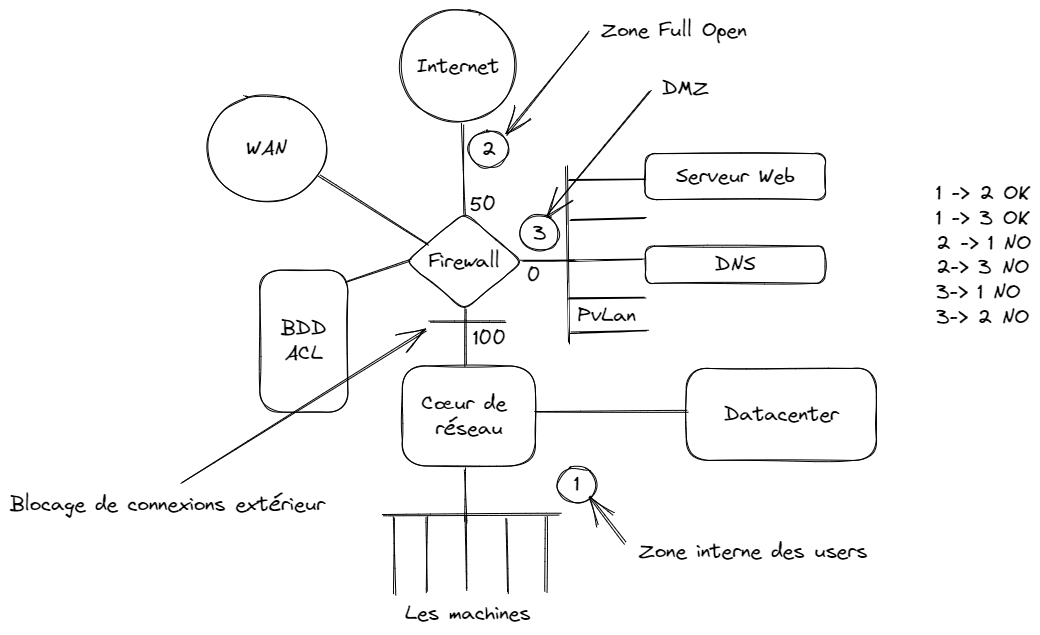 Zone Full Open
Internet
DMZ
WAN
2
Serveur Web
50
3
Firewall
0
DNS
BDD
ACL
PvLan
100
Cœur de
réseau
Datacenter
1
Blocage de connexions extérieur
Zone interne des users
Les machines
1 -> 2 OK
1 -> 3 OK
2 -> 1 NO
2-> 3 NO
3-> 1 NO
3-> 2 NO